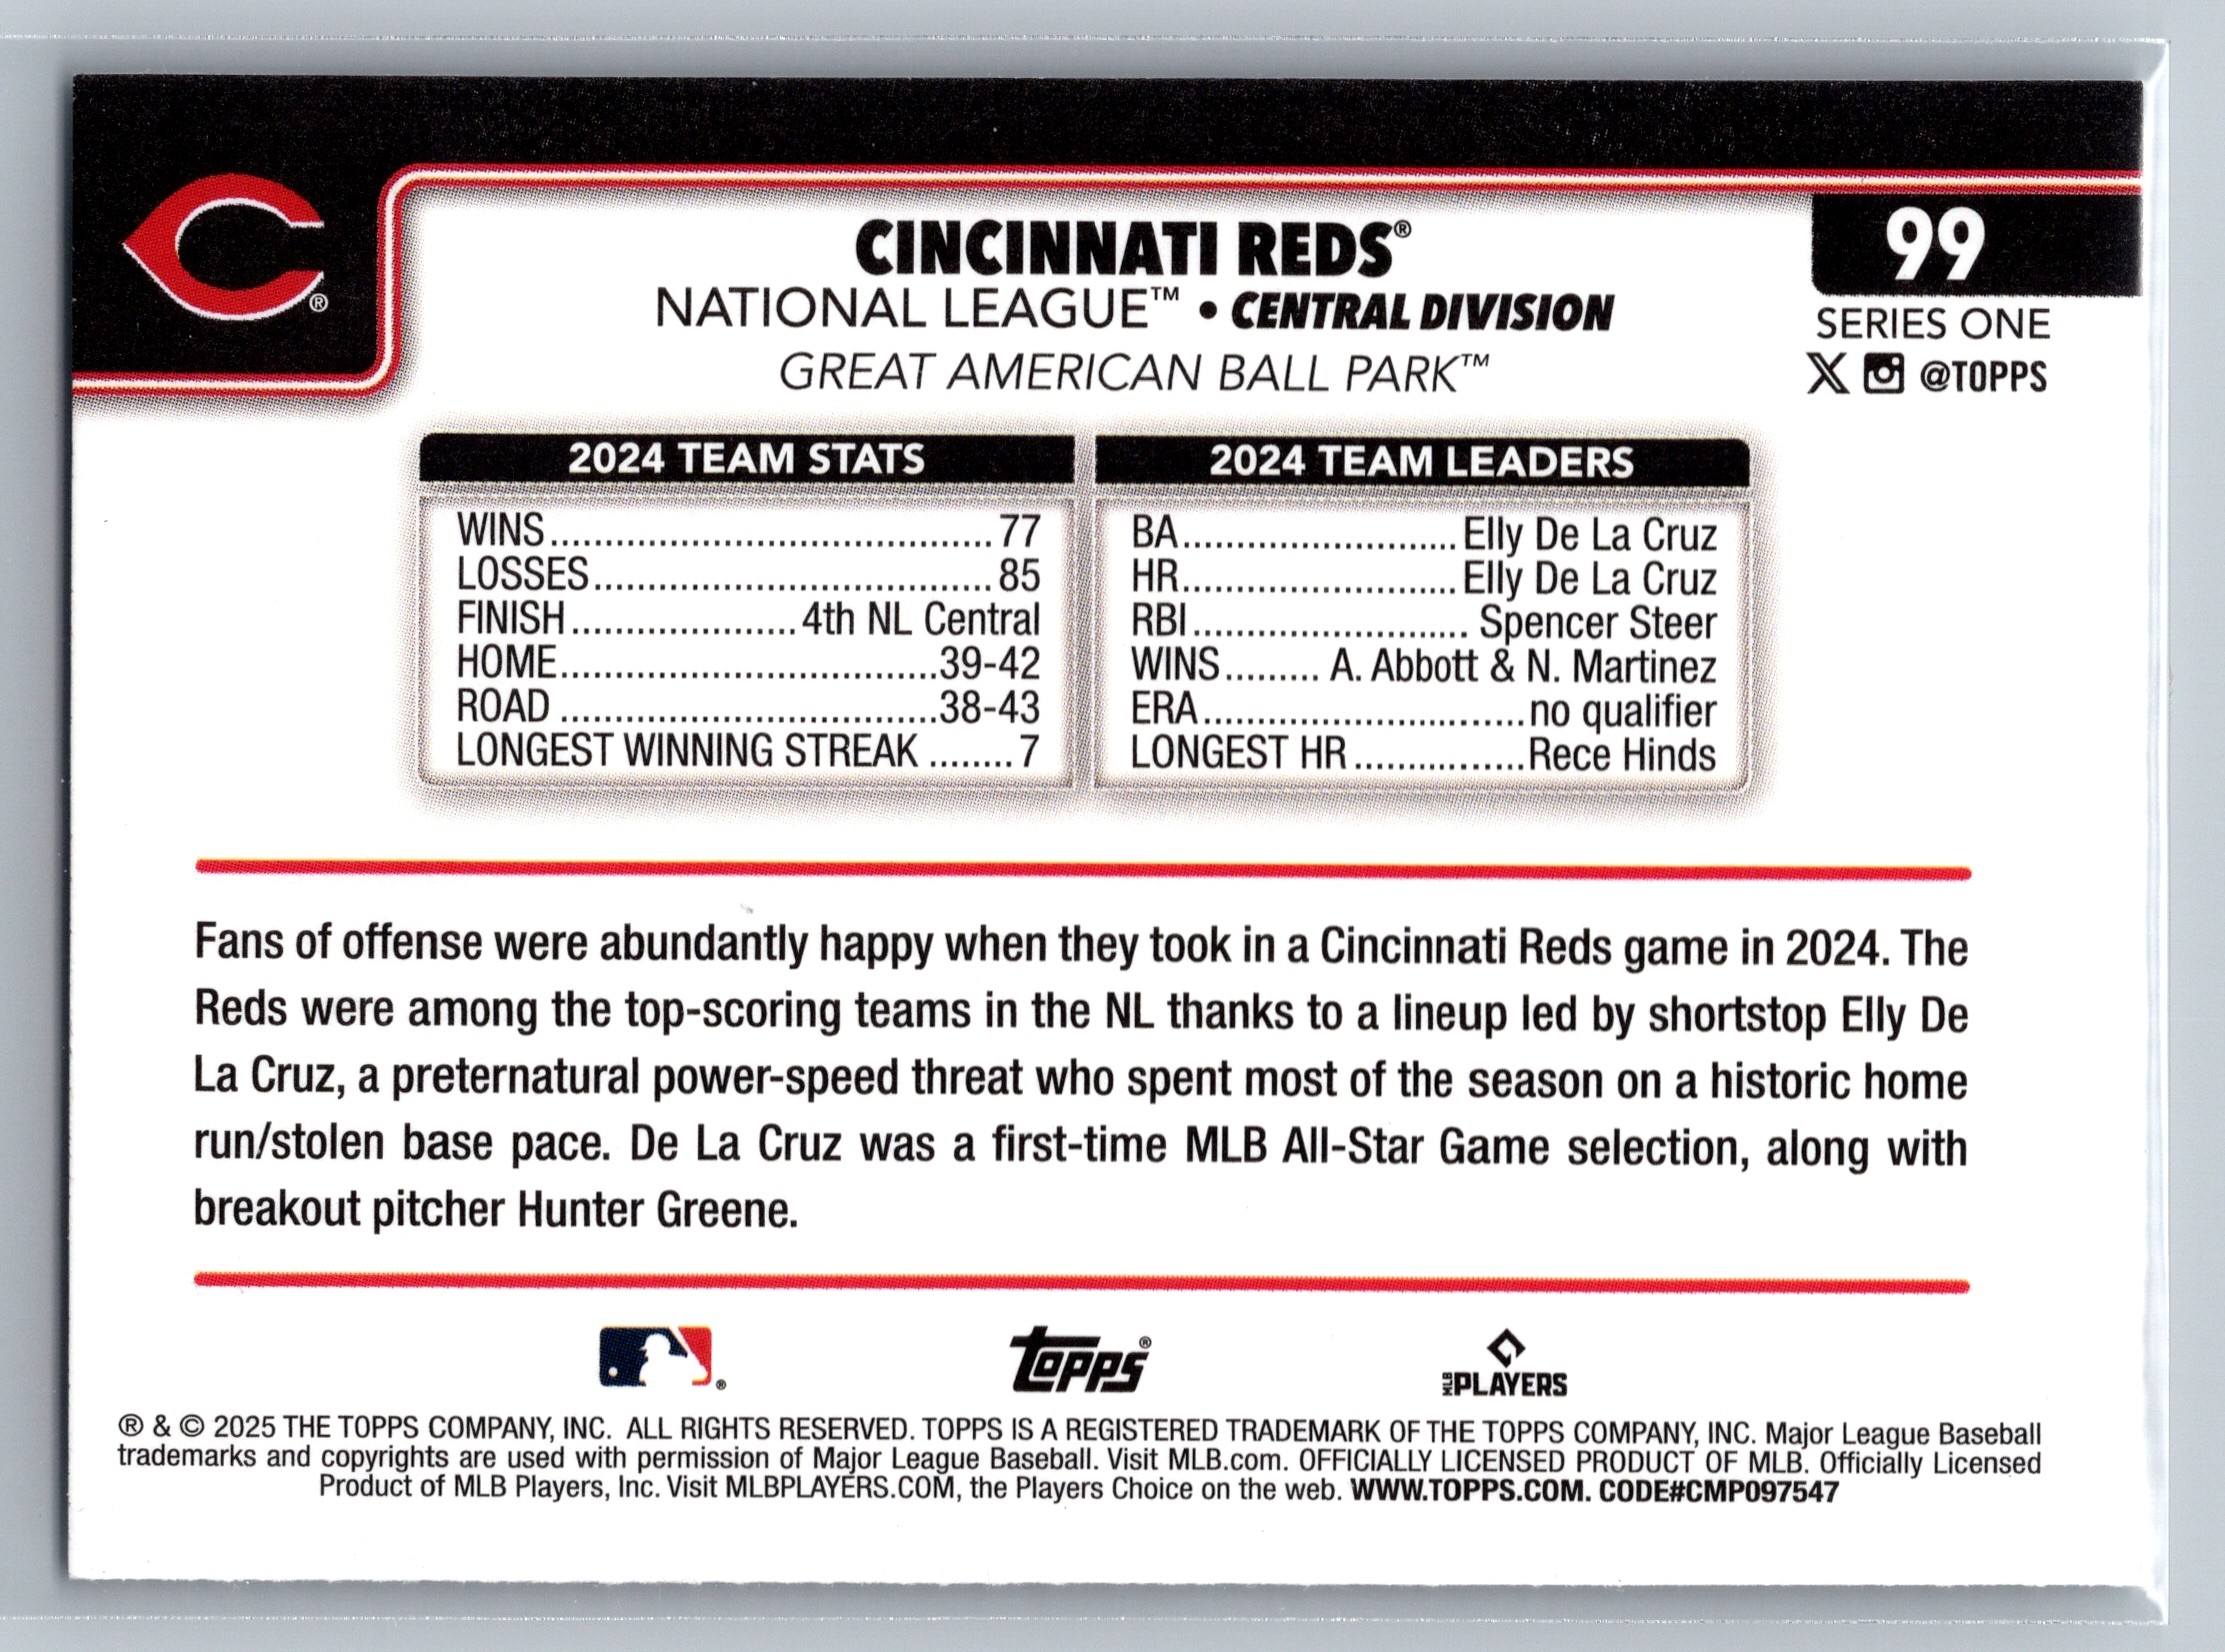 CINCINNATI REDS®
NATIONAL LEAGUE™ • CENTRAL DIVISION
GREAT AMERICAN BALL PARK™
99
SERIES ONE
X @TOPPS
®
2024 TEAM STATS
WINS..........................................77
LOSSES.....................................85
FINISH.....................4th NL Central
HOME...................................39-42
ROAD ...................................38-43
LONGEST WINNING STREAK ........7
2024 TEAM LEADERS
BA..........................Elly De La Cruz
HR..........................Elly De La Cruz
RBI.......................... Spencer Steer
WINS......... A. Abbott & N. Martinez
ERA..............................no qualifier
LONGEST HR................Rece Hinds
Fans of offense were abundantly happy when they took in a Cincinnati Reds game in 2024. The
Reds were among the top-scoring teams in the NL thanks to a lineup led by shortstop Elly De
La Cruz, a preternatural power-speed threat who spent most of the season on a historic home
run/stolen base pace. De La Cruz was a first-time MLB All-Star Game selection, along with
breakout pitcher Hunter Greene.
®
topps®
MLB PLAYERS
® & © 2025 THE TOPPS COMPANY, INC. ALL RIGHTS RESERVED. TOPPS IS A REGISTERED TRADEMARK OF THE TOPPS COMPANY, INC. Major League Baseball
trademarks and copyrights are used with permission of Major League Baseball. Visit MLB.com. OFFICIALLY LICENSED PRODUCT OF MLB. Officially Licensed
Product of MLB Players, Inc. Visit MLBPLAYERS.COM, the Players Choice on the web. WWW.TOPPS.COM. CODE#CMP097547